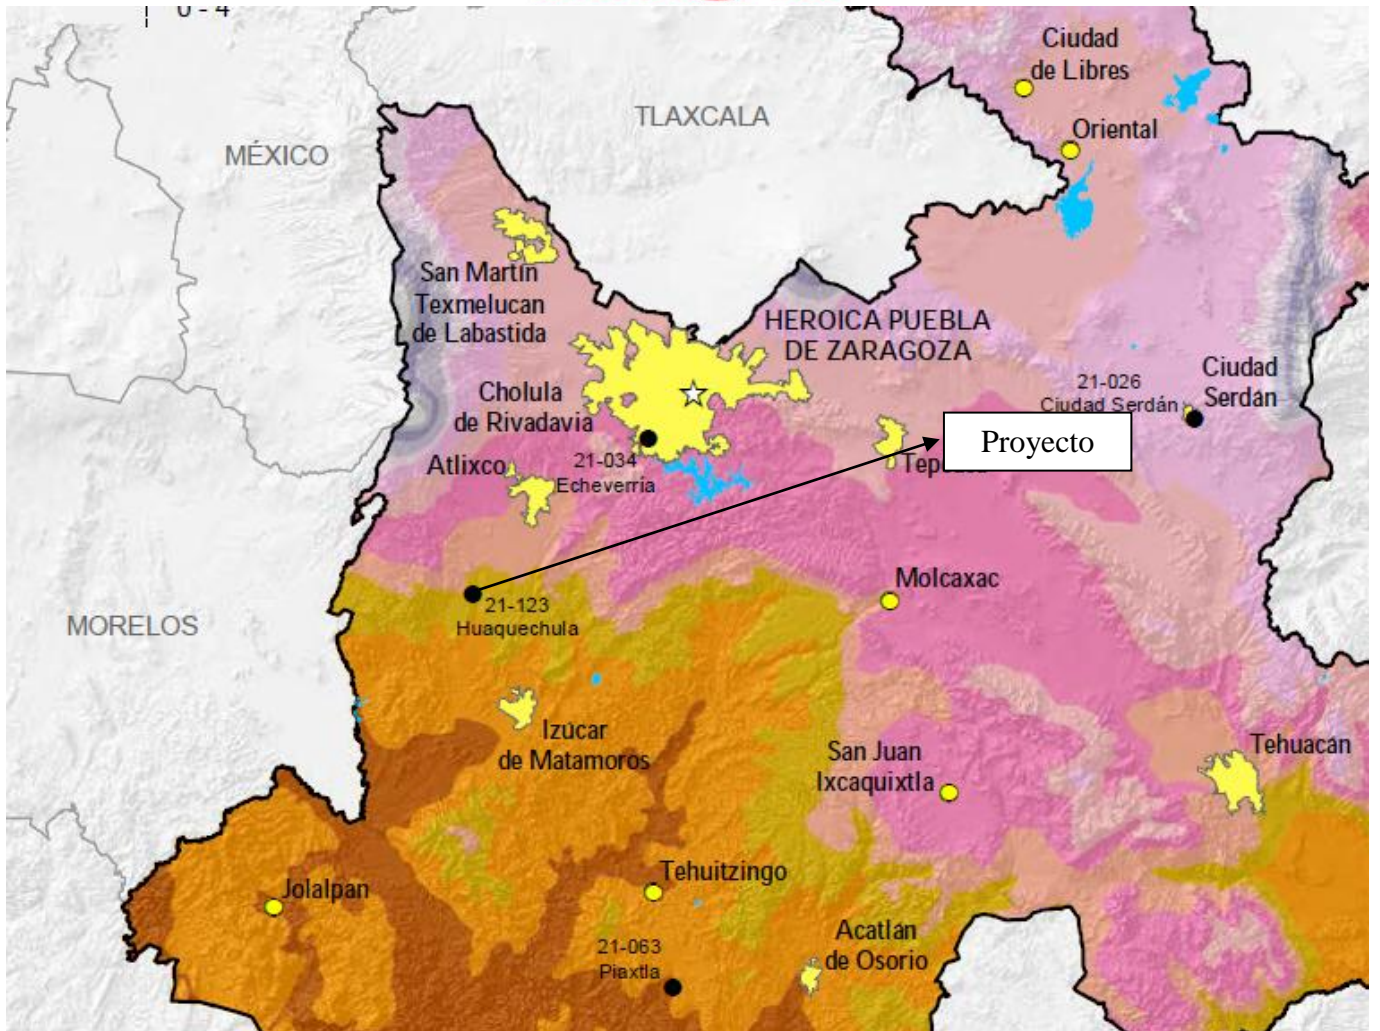 Ciudad
de Libres
TLAXCALA
Oriental
MÉXICO
San Martín
Texmelucan
de Labastida
HEROICA PUEBLA
DE ZARAGOZA
Cholula
de Rivadavia
21-026
Ciudad Serdán
Ciudad
Serdán
Proyecto
Atlixco
21-034
Echeverría
Molcaxac
21-123
Huaquechula
MORELOS
Izúcar
de Matamoros
San Juan
Ixcaquixtla
Tehuacán
Tehuitzingo
Jolalpan
21-063
Piaxtla
Acatlán
de Osorio